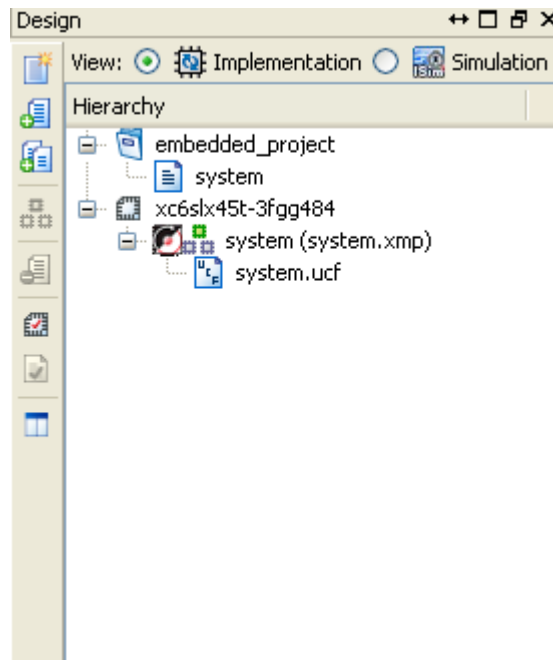 Design
View: Implementation Simulation
Hierarchy
embedded_project
system
xc6slx45t-3fgg484
system (system.xmp)
system.ucf